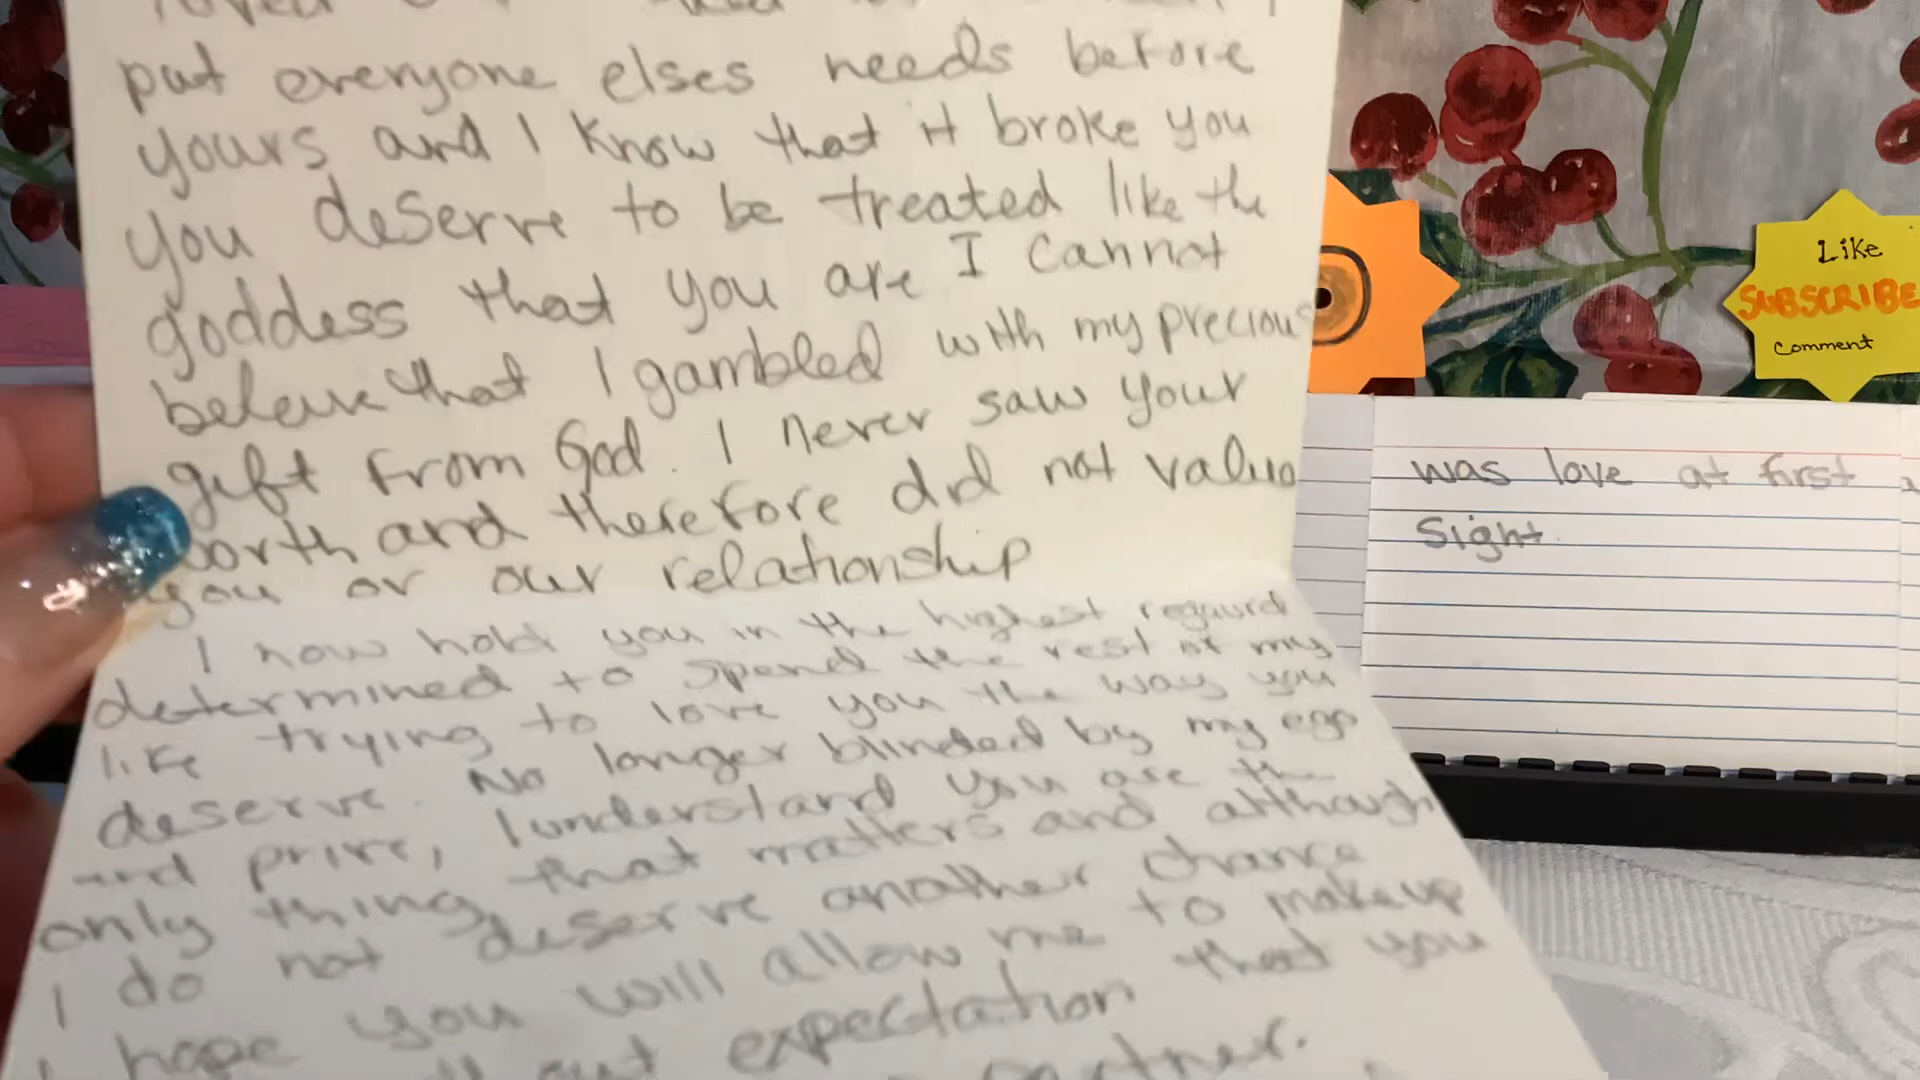 put everyone elses needs before
yours and I know that it broke you
you deserve to be treated like the
goddess that you are I cannot
beleive that I gambled with my precious
gift from God. I never saw your
worth and therefore did not value
you or our relationship
I now hold you in the highest regaurd
determined to spend the rest of my
life trying to love you the way you
deserve. No longer blinded by my ego
and pride, I understand you are the
only thing that matters and although
I do not deserve another chance
I hope you will allow me to makeup
expectation that you
partner.
Like
SUBSCRIBE
Comment
was love at first
Sight.